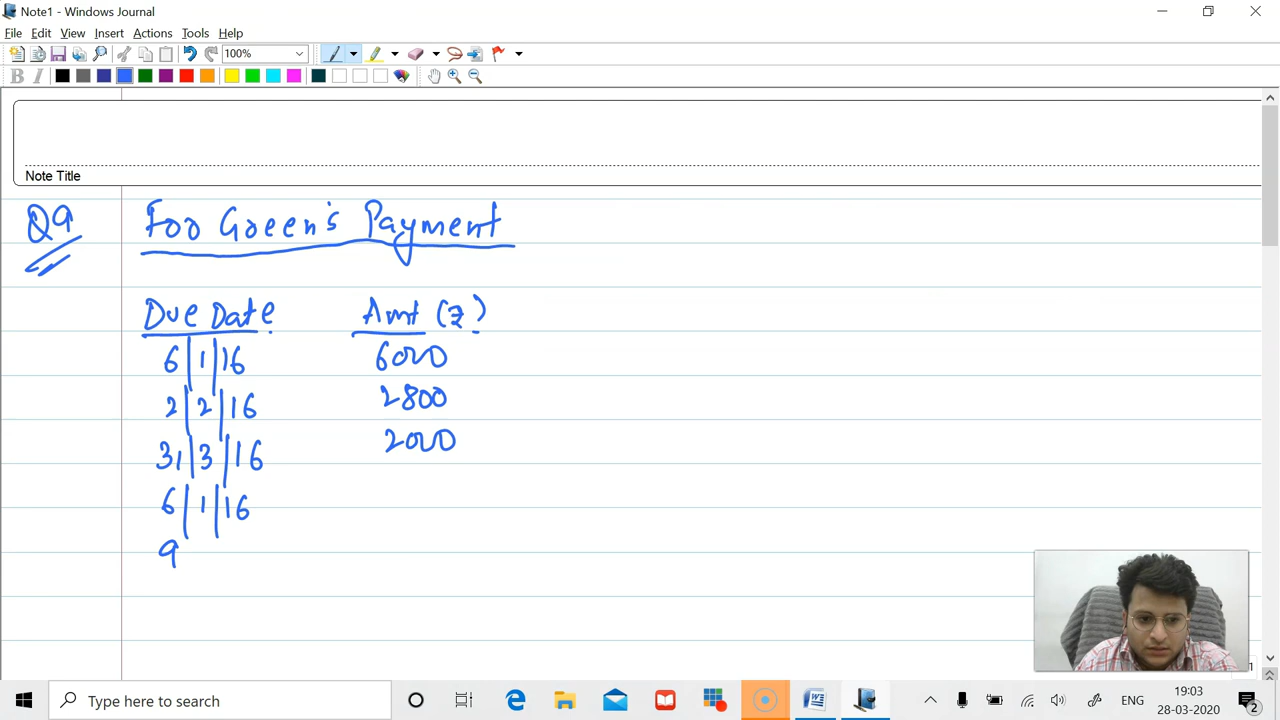 Note1 - Windows Journal
File Edit View Insert Actions Tools Help
100%
B I
Note Title
Q9 For Green's Payment
Due Date Amt (₹)
6|1|16 6000
2|2|16 2800
31|3|16 2000
6|1|16
9
1
Type here to search
ENG
19:03
28-03-2020
2